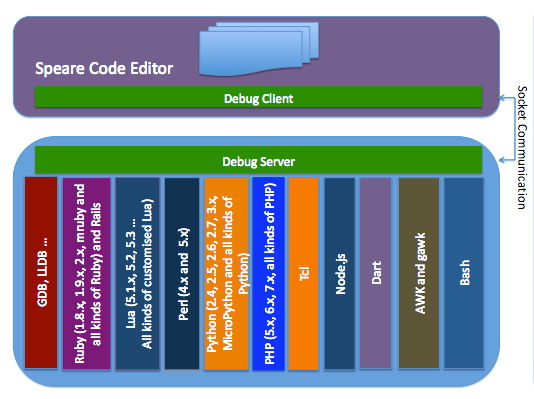 Speare Code Editor
Debug Client
Socket Communication
Debug Server
GDB, LLDB ...
Ruby (1.8.x, 1.9.x, 2.x, mruby and
all kinds of Ruby) and Rails
Lua (5.1.x, 5.2, 5.3 ...
All kinds of customised Lua)
Perl (4.x and  5.x)
Python (2.4, 2.5, 2.6, 2.7, 3.x,
MicroPython and all kinds of
Python)
PHP (5.x, 6.x, 7 x, all kinds of PHP)
Tcl
Node.js
Dart
AWK and gawk
Bash